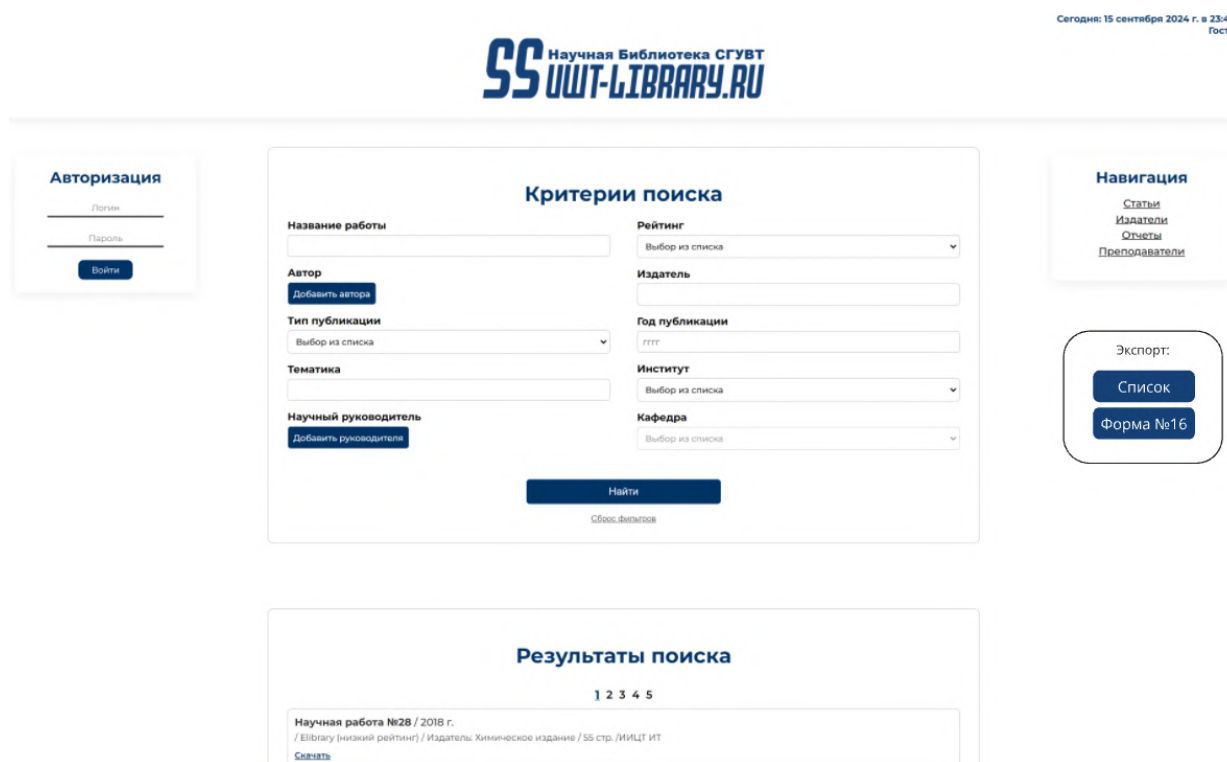 Сегодня: 15 сентября 2024 г. в 23:4
Гост
Научная Библиотека СГУВТ
SSUWT-LIBRARY.RU
Авторизация
Логин
Пароль
Войти
Критерии поиска
Название работы
Рейтинг
Выбор из списка
Автор
Добавить автора
Издатель
Тип публикации
Выбор из списка
Год публикации
гггг
Тематика
Институт
Выбор из списка
Научный руководитель
Добавить руководителя
Кафедра
Выбор из списка
Найти
Сброс фильтров
Навигация
Статьи
Издатели
Отчеты
Преподаватели
Экспорт:
Список
Форма №16
Результаты поиска
1 2 3 4 5
Научная работа №28 / 2018 г.
/ Elibrary (низкий рейтинг) / Издатель: Химическое издание / 55 стр. /ИИЦТ ИТ
Скачать